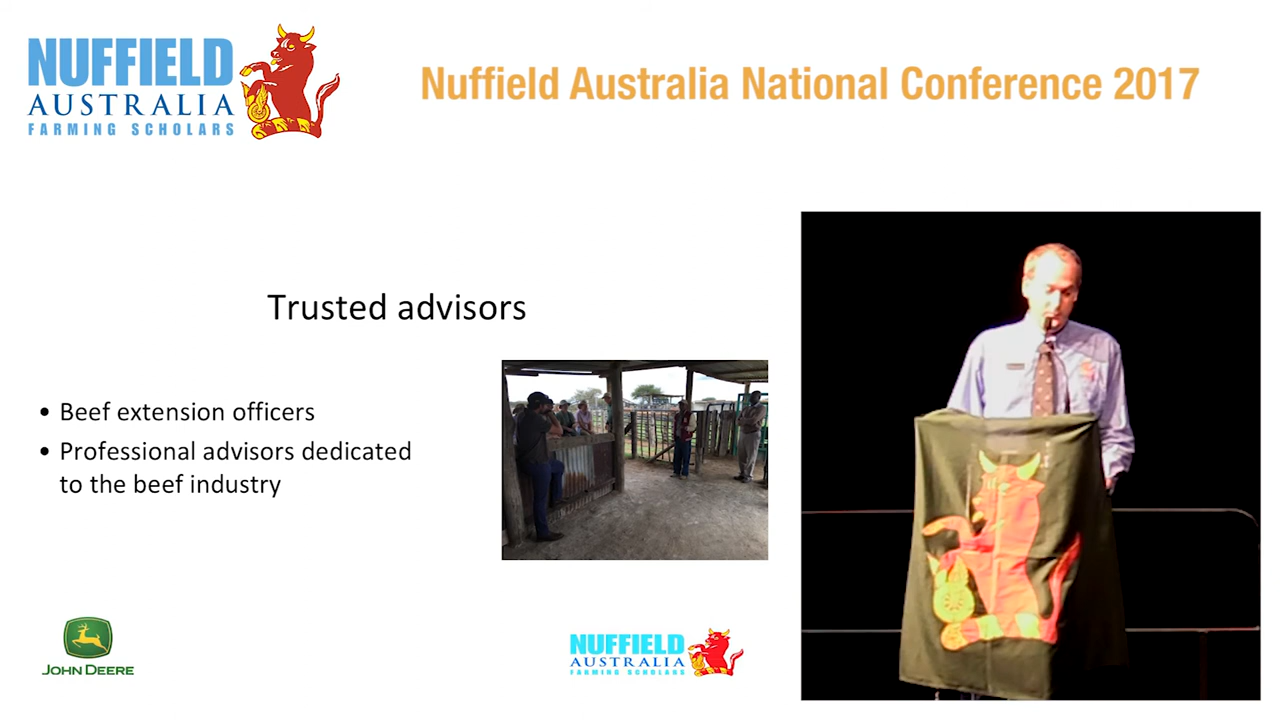 NUFFIELD
AUSTRALIA
FARMING SCHOLARS
Nuffield Australia National Conference 2017
Trusted advisors
• Beef extension officers
• Professional advisors dedicated
to the beef industry
JOHN DEERE
NUFFIELD
AUSTRALIA
FARMING SCHOLARS